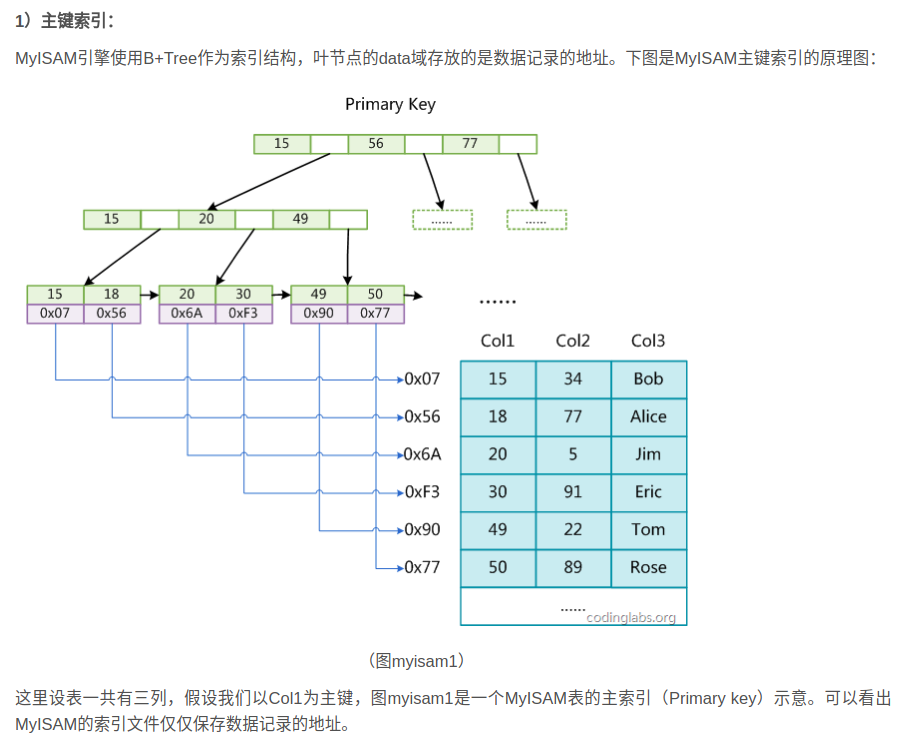 1）主键索引：
MyISAM引擎使用B+Tree作为索引结构，叶节点的data域存放的是数据记录的地址。下图是MyISAM主键索引的原理图：
Primary Key
15 56 77
15 20 49 ...... ......
15 18 20 30 49 50
0x07 0x56 0x6A 0xF3 0x90 0x77
......
Col1 Col2 Col3
0x07 15 34 Bob
0x56 18 77 Alice
0x6A 20 5 Jim
0xF3 30 91 Eric
0x90 49 22 Tom
0x77 50 89 Rose
......
codinglabs.org
（图myisam1）
这里设表一共有三列，假设我们以Col1为主键，图myisam1是一个MyISAM表的主索引（Primary key）示意。可以看出
MyISAM的索引文件仅仅保存数据记录的地址。